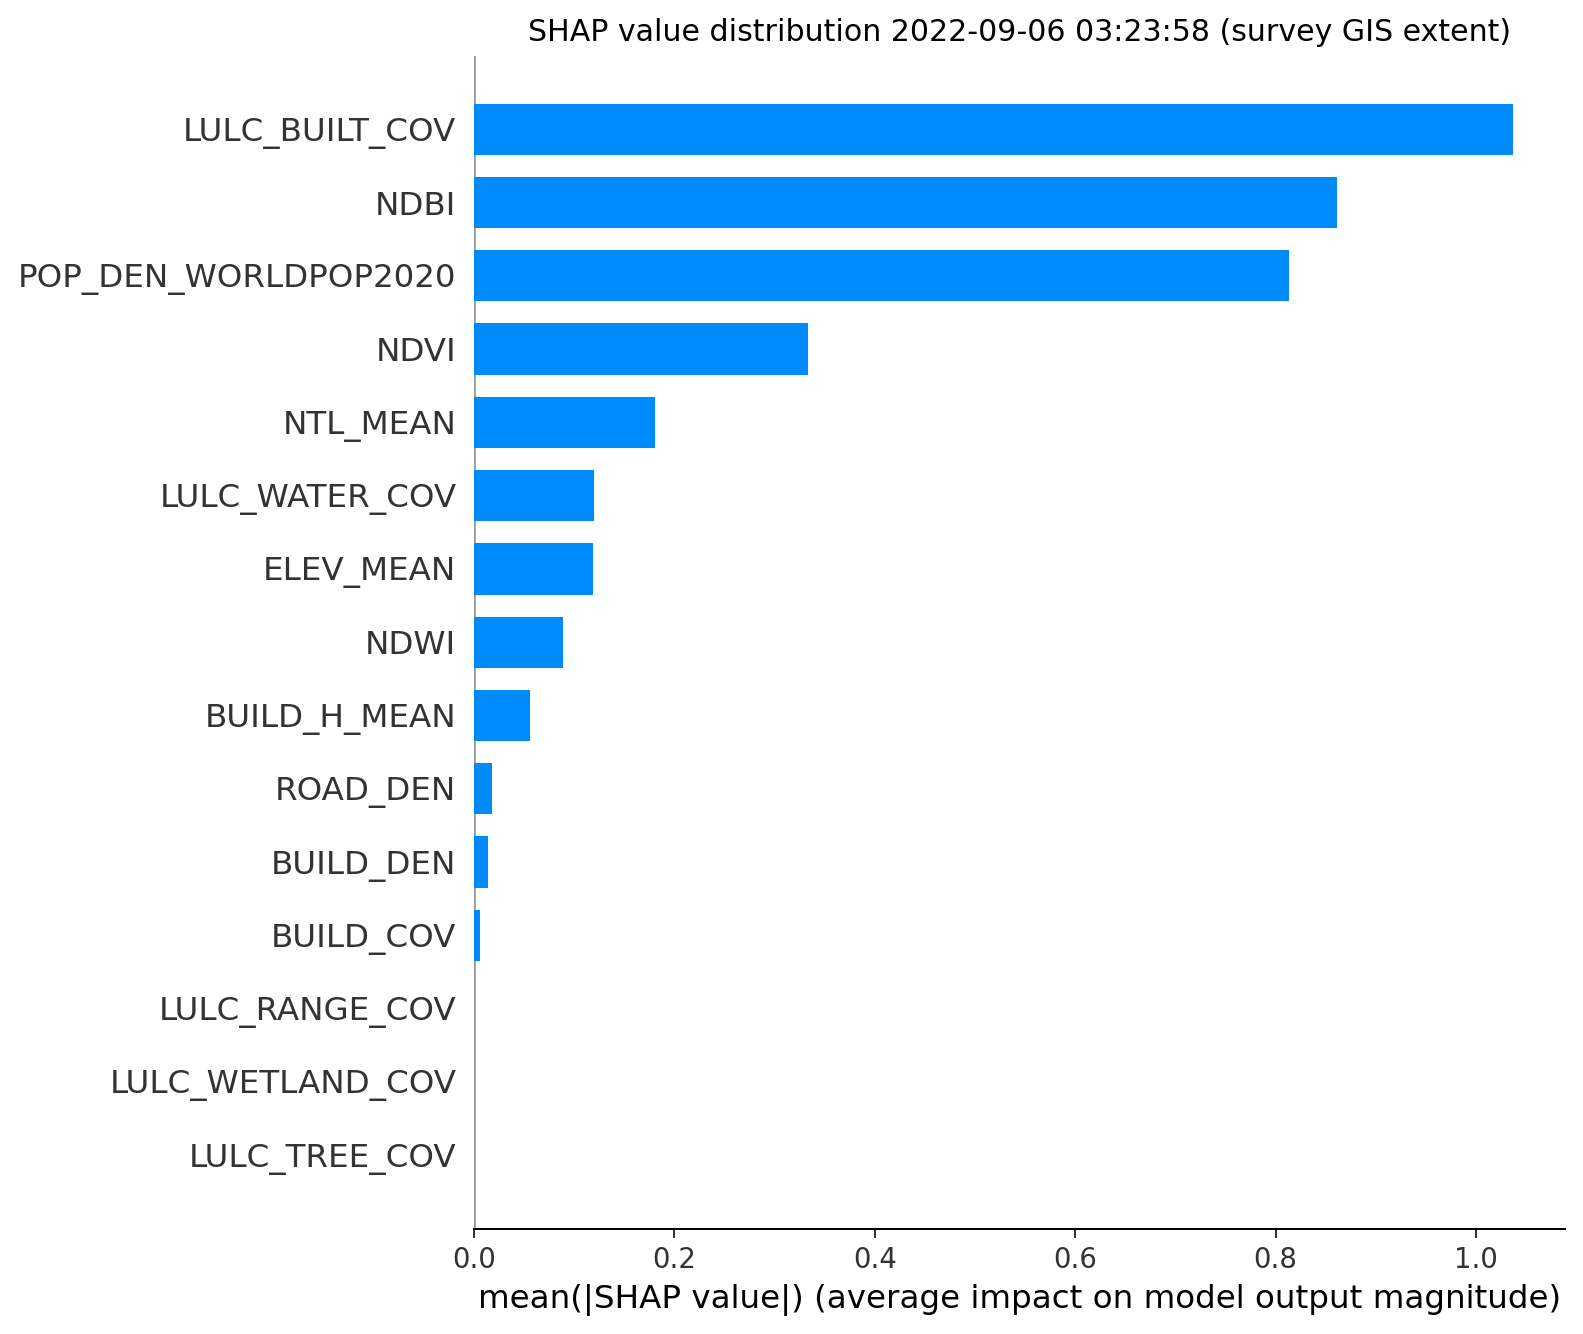 SHAP value distribution 2022-09-06 03:23:58 (survey GIS extent)
LULC_BUILT_COV
NDBI
POP_DEN_WORLDPOP2020
NDVI
NTL_MEAN
LULC_WATER_COV
ELEV_MEAN
NDWI
BUILD_H_MEAN
ROAD_DEN
BUILD_DEN
BUILD_COV
LULC_RANGE_COV
LULC_WETLAND_COV
LULC_TREE_COV
0.0 0.2 0.4 0.6 0.8 1.0
mean(|SHAP value|) (average impact on model output magnitude)